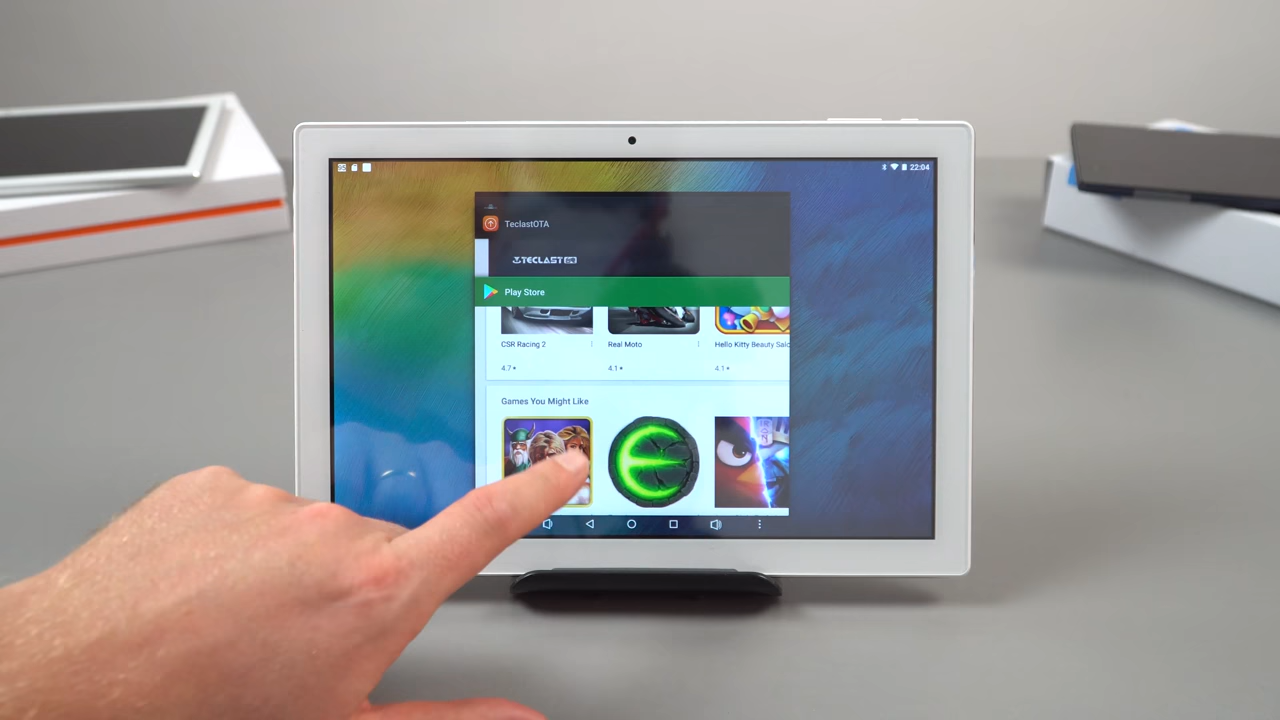 22:04
TeclastOTA
TECLAST
Play Store
CSR Racing 2
Real Moto
Hello Kitty Beauty Salo
4.7
4.1
4.1
Games You Might Like